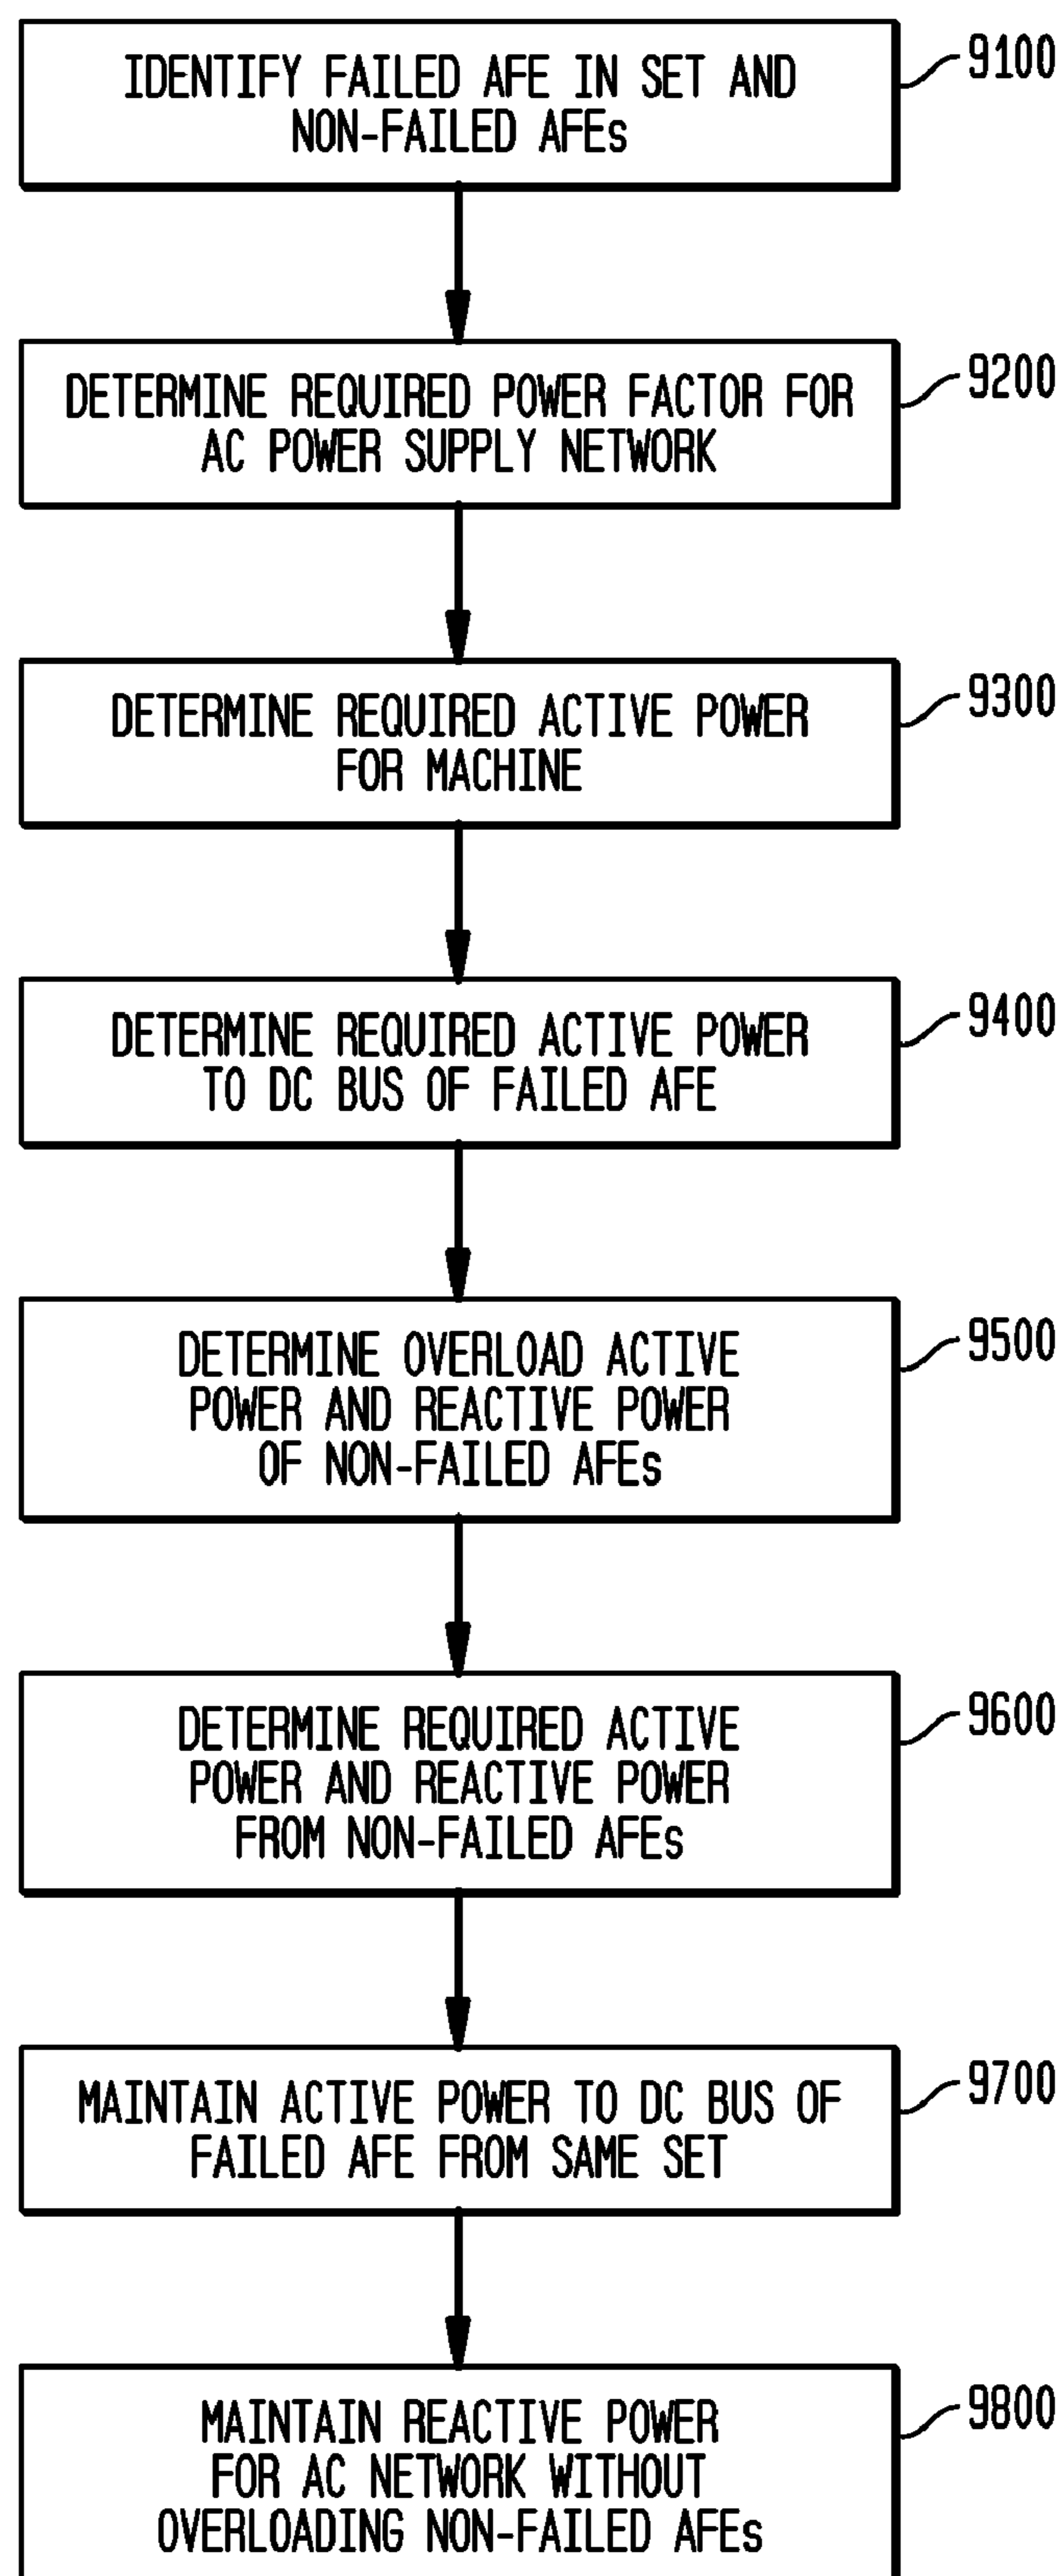 IDENTIFY FAILED AFE IN SET AND
NON-FAILED AFEs
9100
DETERMINE REQUIRED POWER FACTOR FOR
AC POWER SUPPLY NETWORK
9200
DETERMINE REQUIRED ACTIVE POWER
FOR MACHINE
9300
DETERMINE REQUIRED ACTIVE POWER
TO DC BUS OF FAILED AFE
9400
DETERMINE OVERLOAD ACTIVE
POWER AND REACTIVE POWER
OF NON-FAILED AFEs
9500
DETERMINE REQUIRED ACTIVE
POWER AND REACTIVE POWER
FROM NON-FAILED AFEs
9600
MAINTAIN ACTIVE POWER TO DC BUS OF
FAILED AFE FROM SAME SET
9700
MAINTAIN REACTIVE POWER
FOR AC NETWORK WITHOUT
OVERLOADING NON-FAILED AFEs
9800